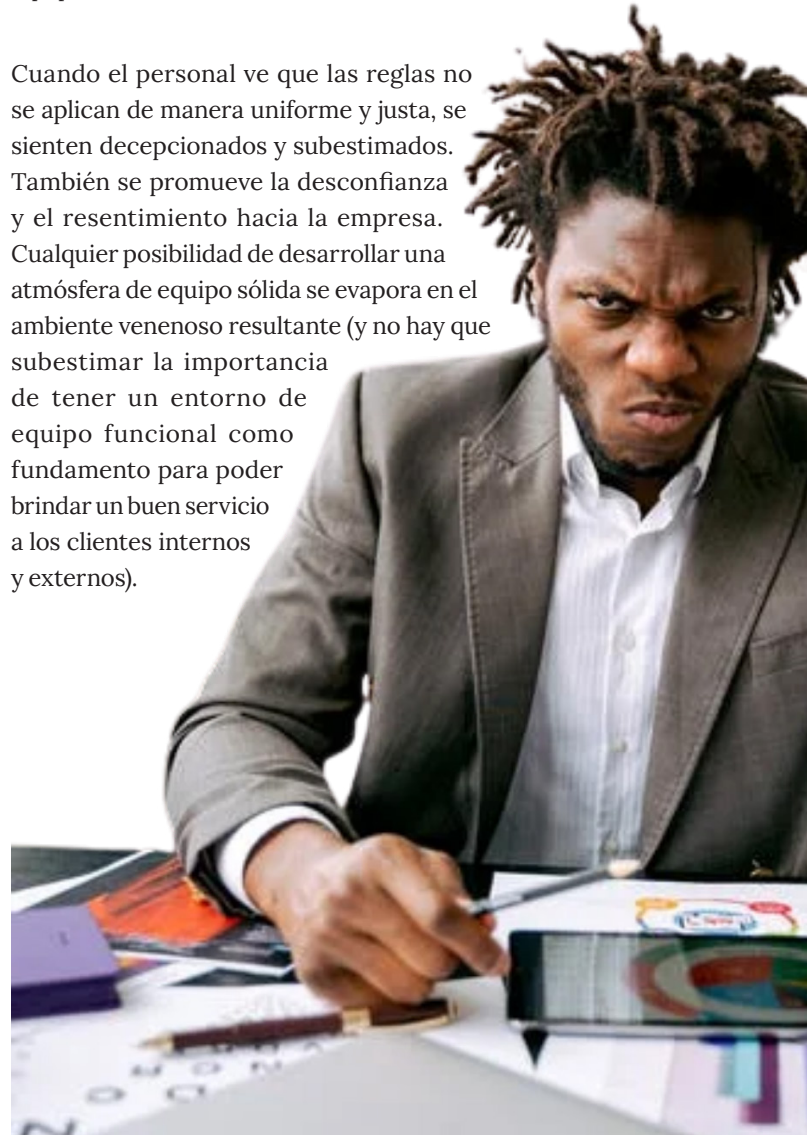 Cuando el personal ve que las reglas no
se aplican de manera uniforme y justa, se
sienten decepcionados y subestimados.
También se promueve la desconfianza
y el resentimiento hacia la empresa.
Cualquier posibilidad de desarrollar una
atmósfera de equipo sólida se evapora en el
ambiente venenoso resultante (y no hay que
subestimar la importancia
de tener un entorno de
equipo funcional como
fundamento para poder
brindar un buen servicio
a los clientes internos
y externos).